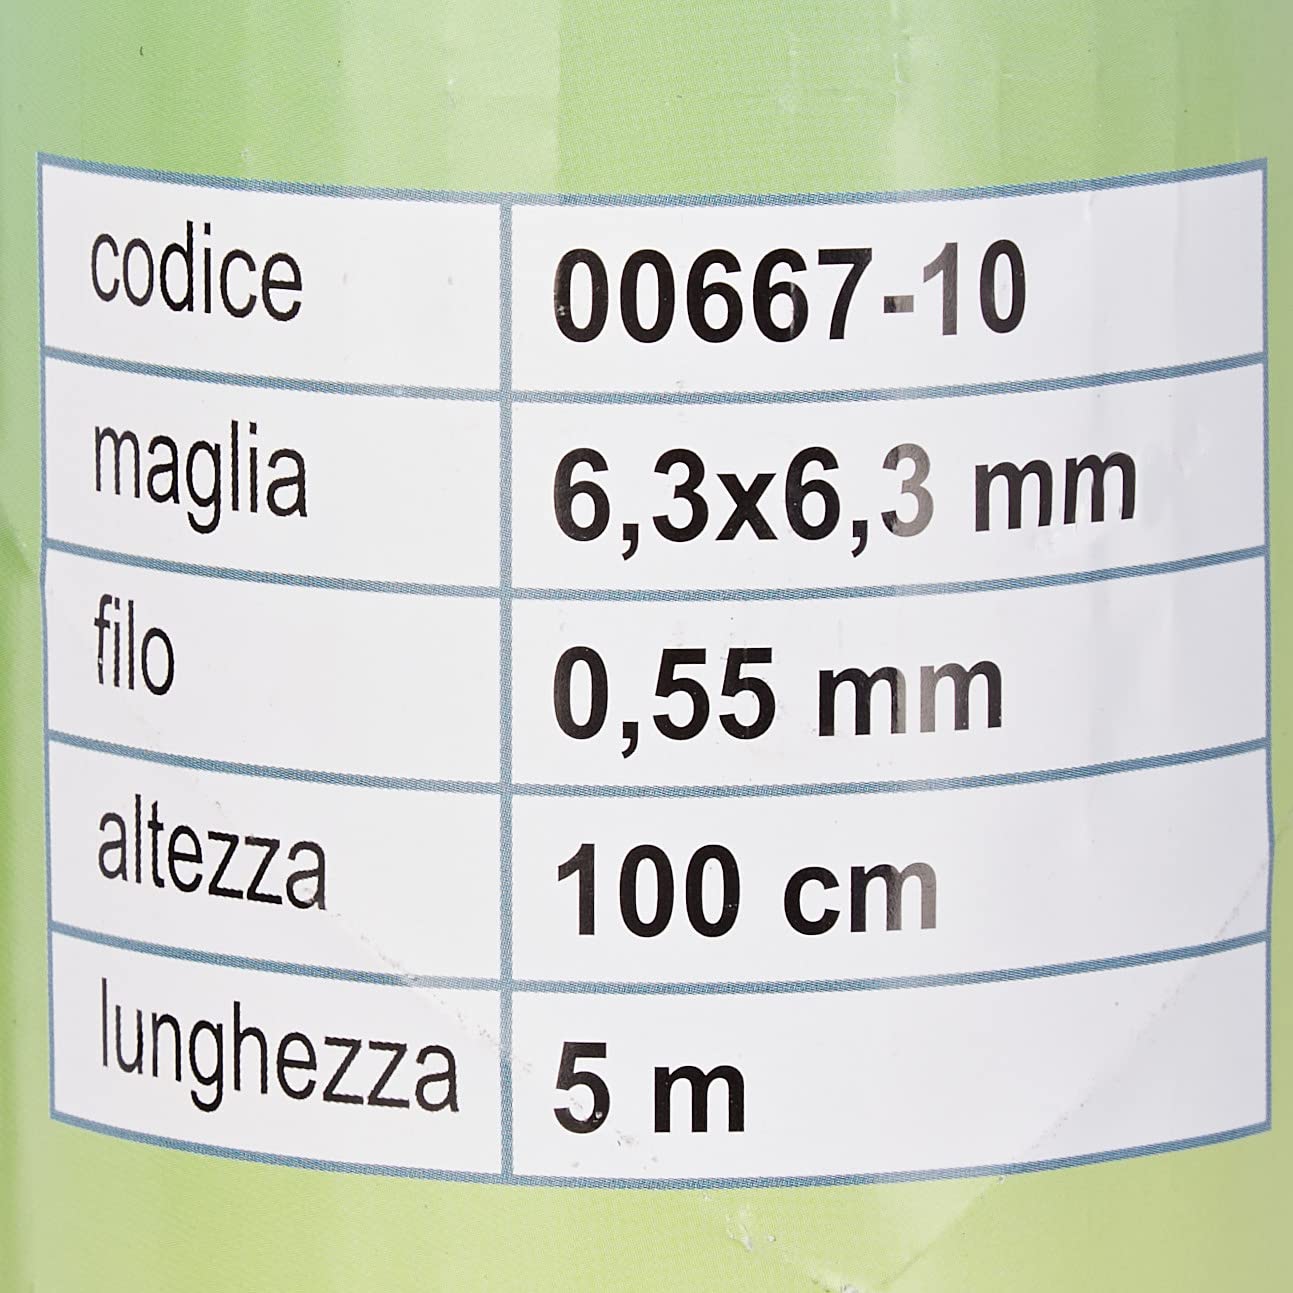 codice 00667-10
maglia 6,3x6,3 mm
filo 0,55 mm
altezza 100 cm
lunghezza 5 m